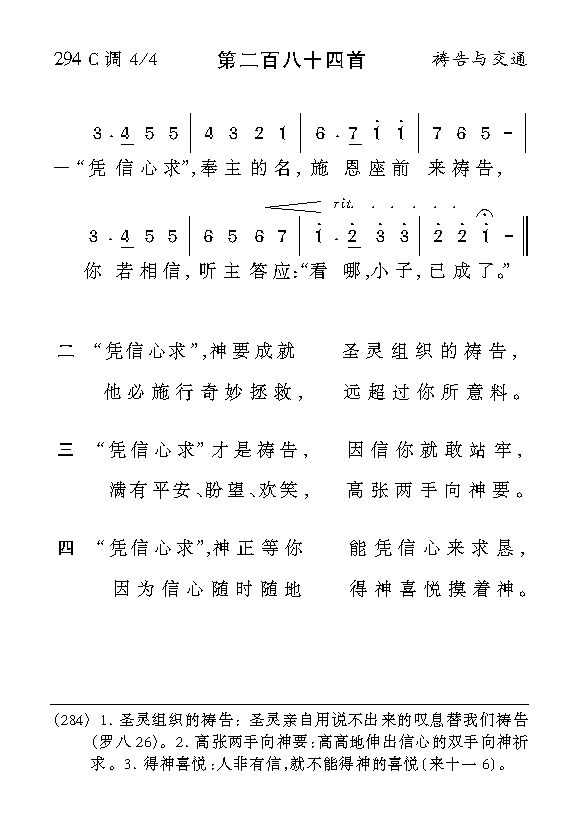 294 C 调 4/4 第二百八十四首 祷告与交通
3 · 4 5 5 | 4 3 2 1 | 6 · 7 1 1 | 7 6 5 - |
一“凭信心求”,奉主的名,施恩座前来祷告,
rit. . . . . .
3 · 4 5 5 | 6 5 6 7 | 1 · 2 3 3 | 2 2 1 - ‖
你若相信,听主答应:“看哪,小子,已成了。”
二 “凭信心求”,神要成就 圣灵组织的祷告,
他必施行奇妙拯救, 远超过你所意料。
三 “凭信心求”才是祷告, 因信你就敢站牢,
满有平安、盼望、欢笑, 高张两手向神要。
四 “凭信心求”,神正等你 能凭信心来求恳,
因为信心随时随地 得神喜悦摸着神。
(284) 1. 圣灵组织的祷告: 圣灵亲自用说不出来的叹息替我们祷告
(罗八 26)。2. 高张两手向神要:高高地伸出信心的双手向神祈
求。3. 得神喜悦:人非有信,就不能得神的喜悦(来十一 6)。